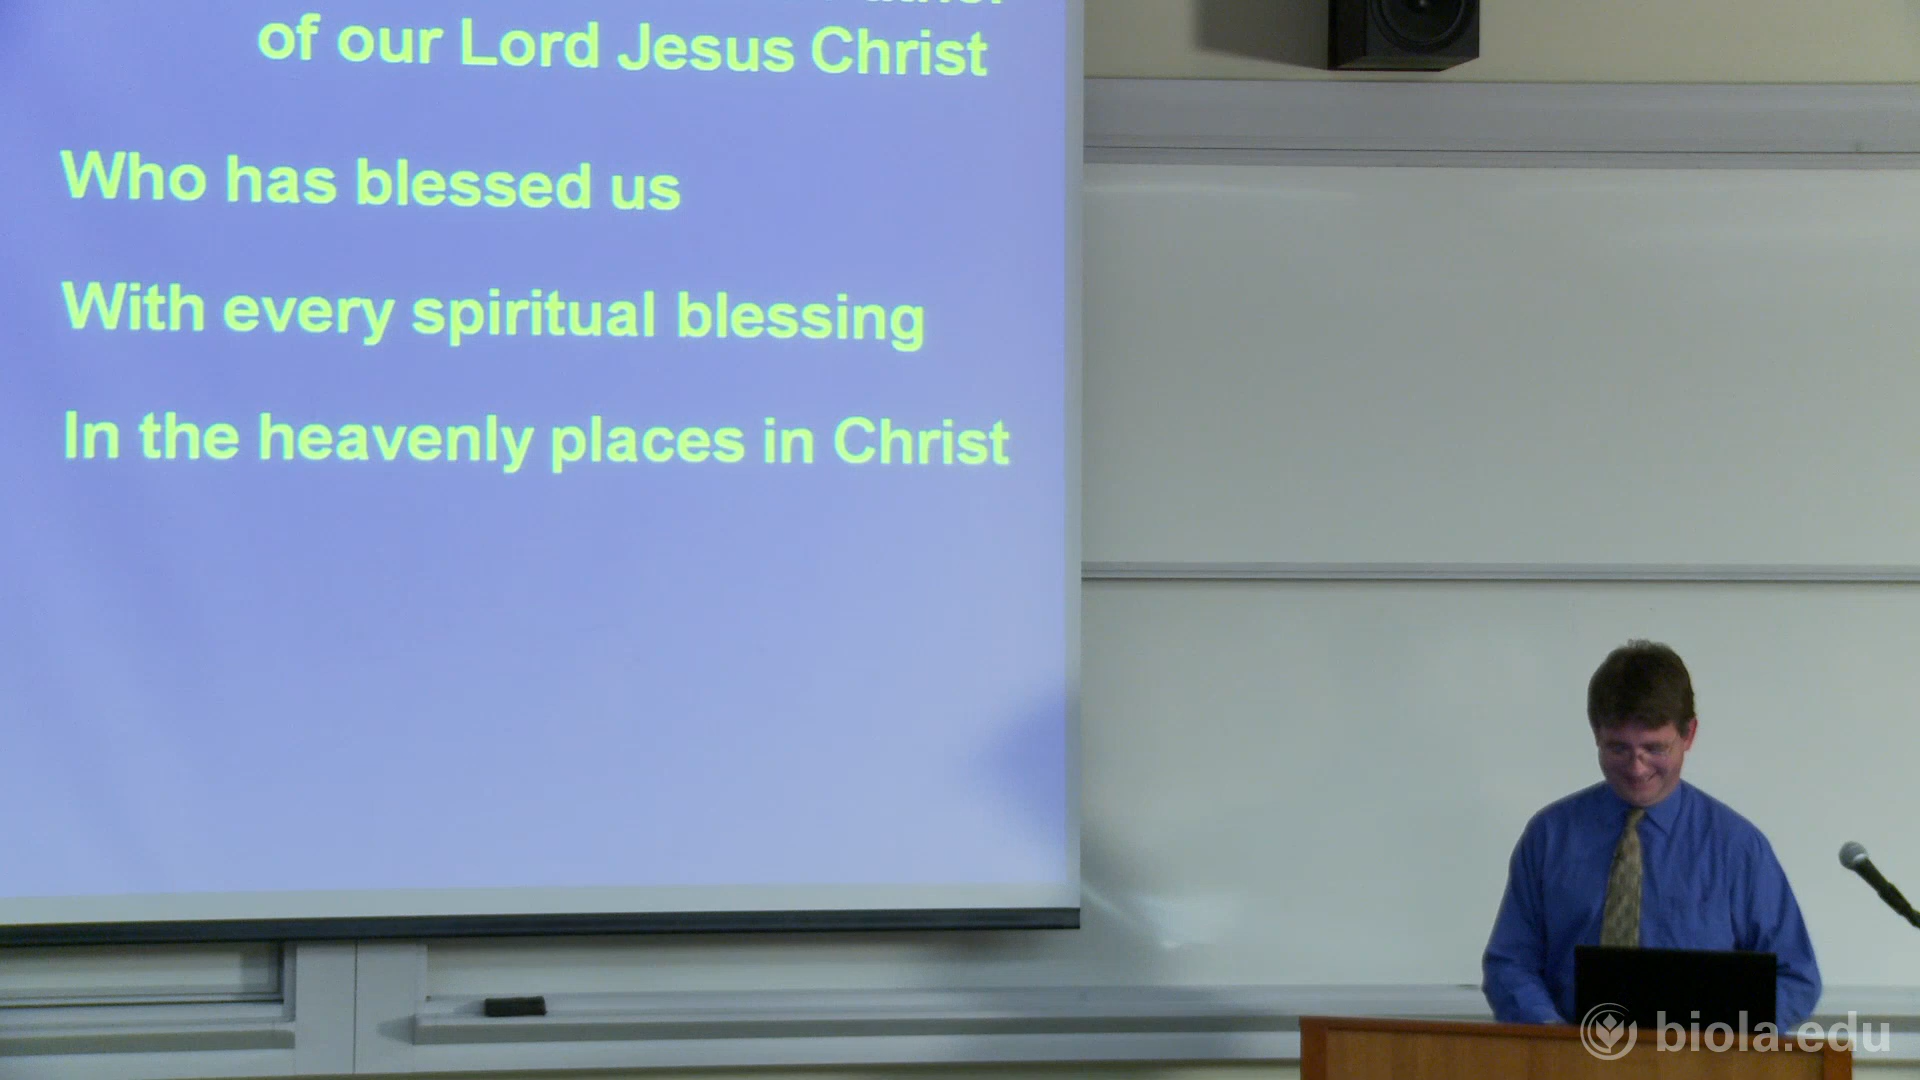 of our Lord Jesus Christ
Who has blessed us
With every spiritual blessing
In the heavenly places in Christ
biola.edu